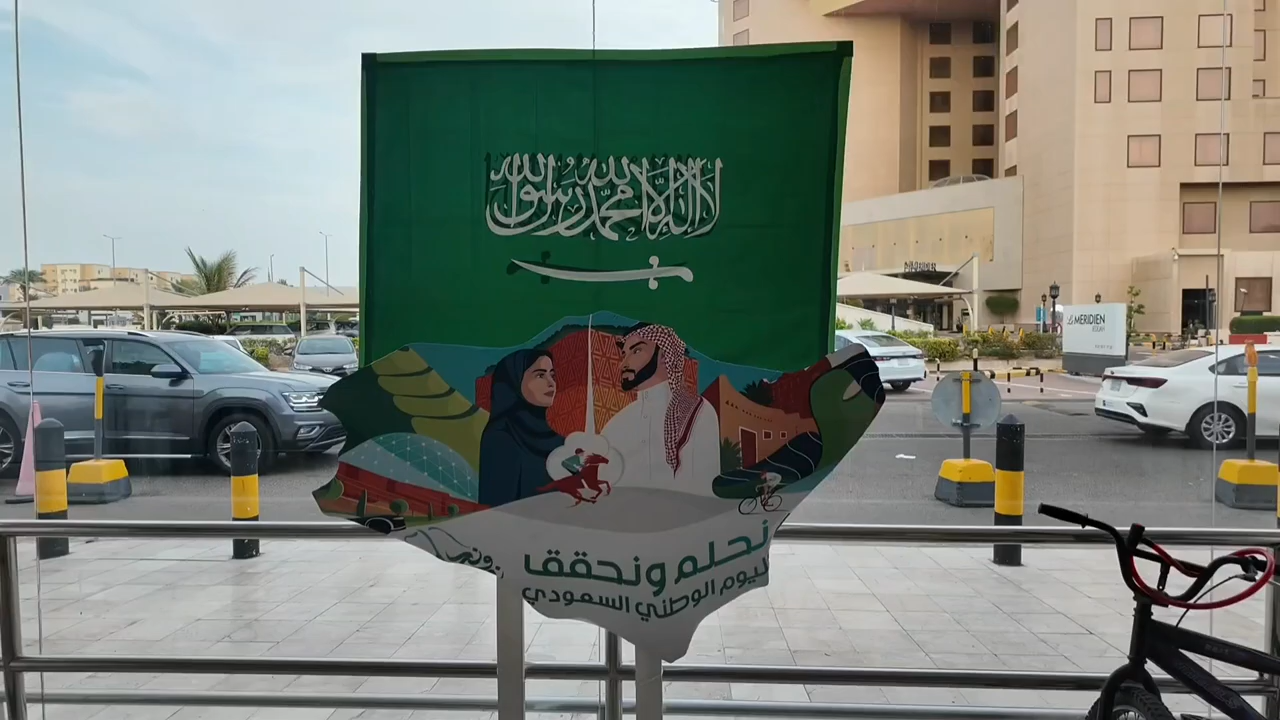 لا إله إلا الله محمد رسول الله
نحلم ونحقق
اليوم الوطني السعودي
Le MERIDIEN